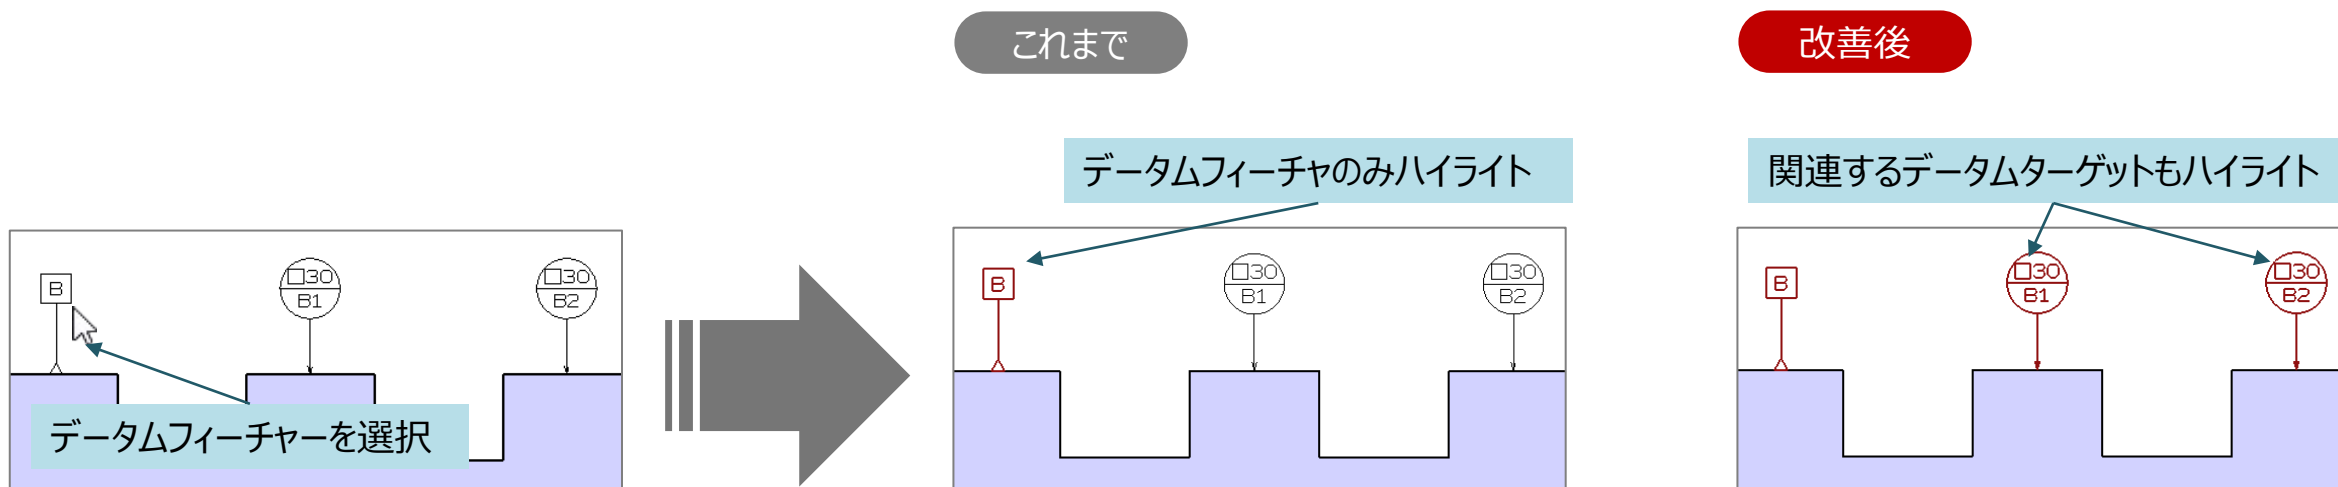 これまで
改善後
データムフィーチャのみハイライト
関連するデータムターゲットもハイライト
B
□30
B1
□30
B2
データムフィーチャーを選択
B
□30
B1
□30
B2
B
□30
B1
□30
B2